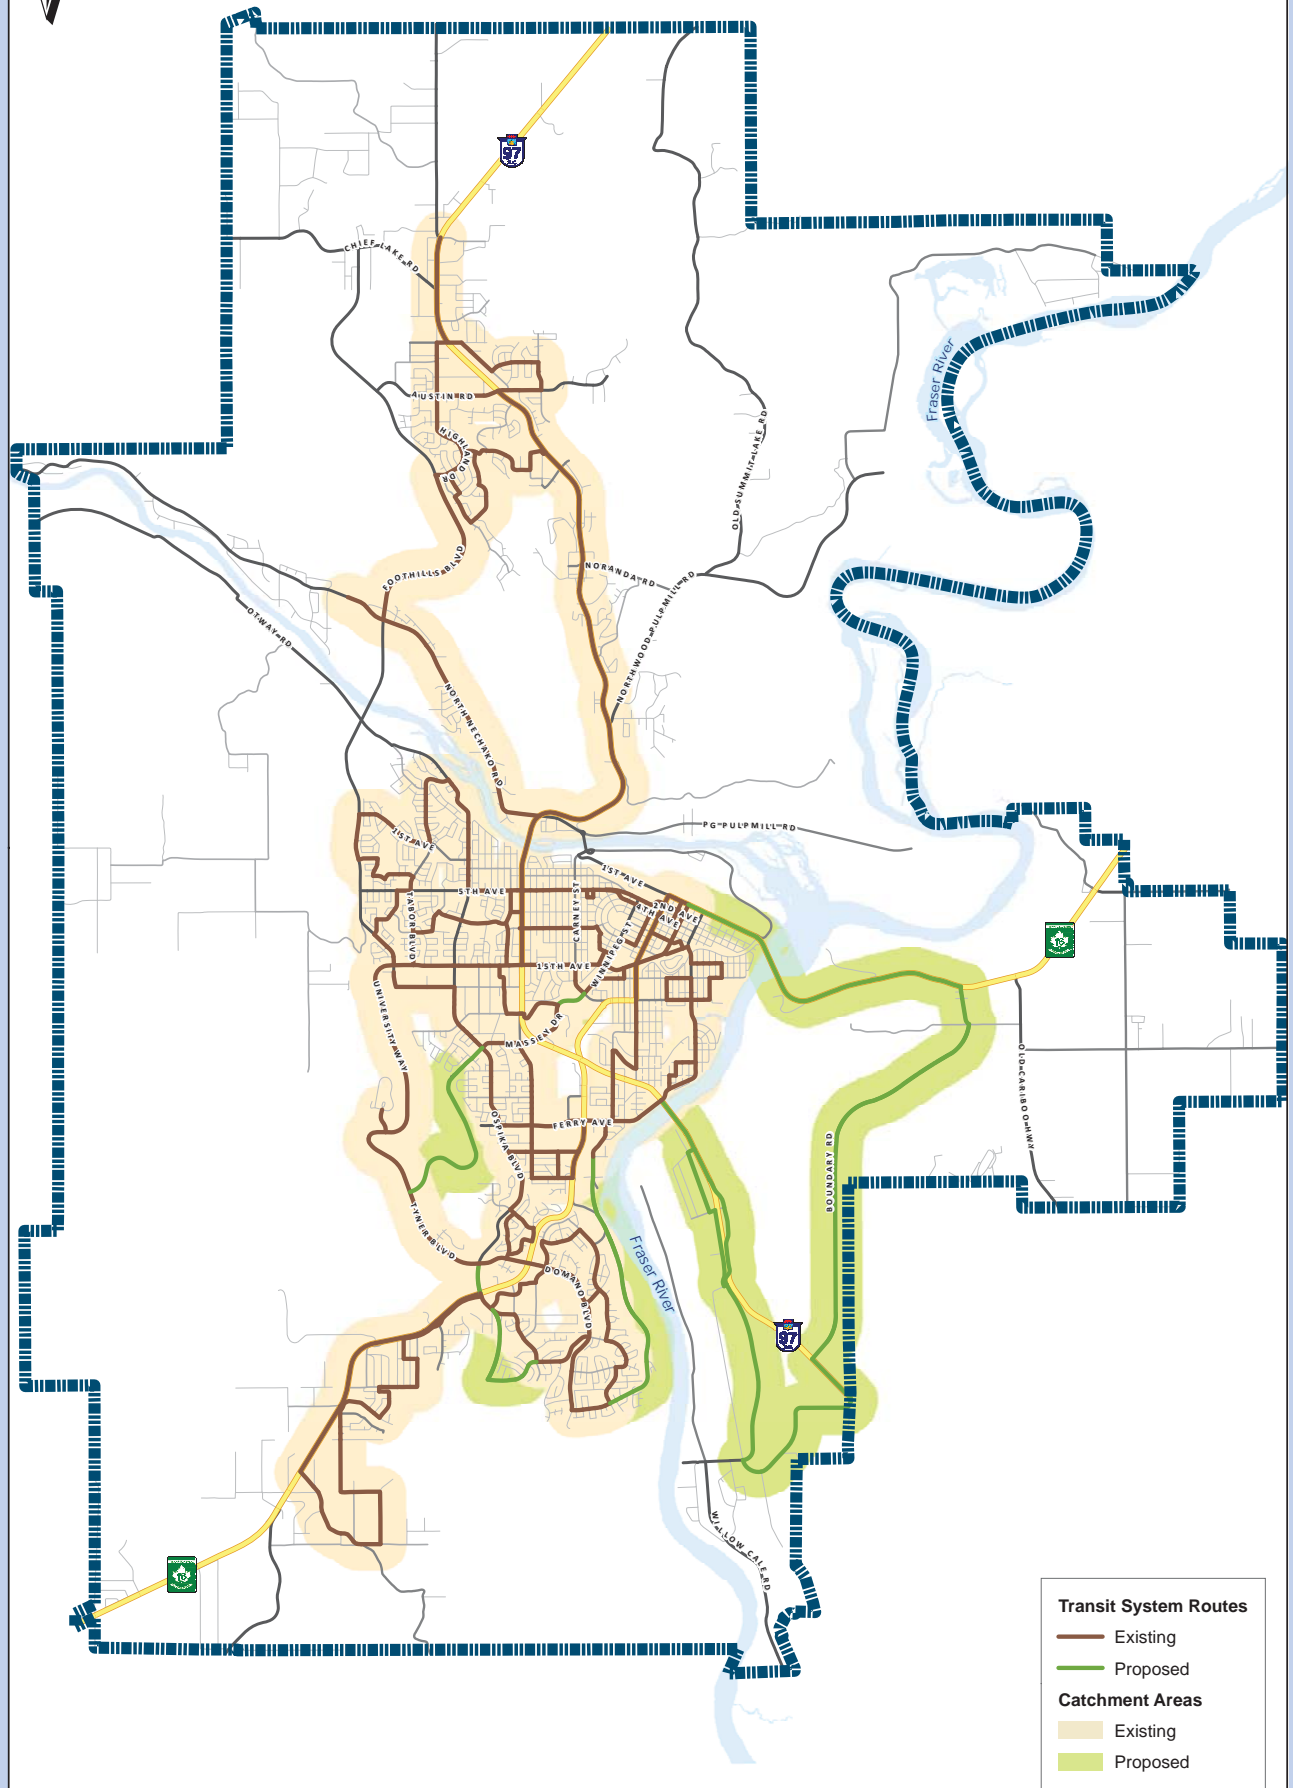 97
CHIEF LAKE RD
Fraser River
AUSTIN RD
HIGHLAND DR
OLD SUMMIT LAKE RD
FOOTHILLS BLVD
NORANDA RD
NORTHWOOD PULPMILL RD
OTWAY RD
NORTH NECHAKO RD
PG PULPMILL RD
1ST AVE
1ST AVE
5TH AVE
TABOR BLVD
CARNEY ST
2ND AVE
4TH AVE
WINNIPEG ST
16
15TH AVE
UNIVERSITY WAY
MASSEY DR
OLD CARIBOO HWY
OSPIKA BLVD
FERRY AVE
BOUNDARY RD
TYNER BLVD
Fraser River
DOMANO BLVD
97
WILLOW CALE RD
16
Transit System Routes
Existing
Proposed
Catchment Areas
Existing
Proposed